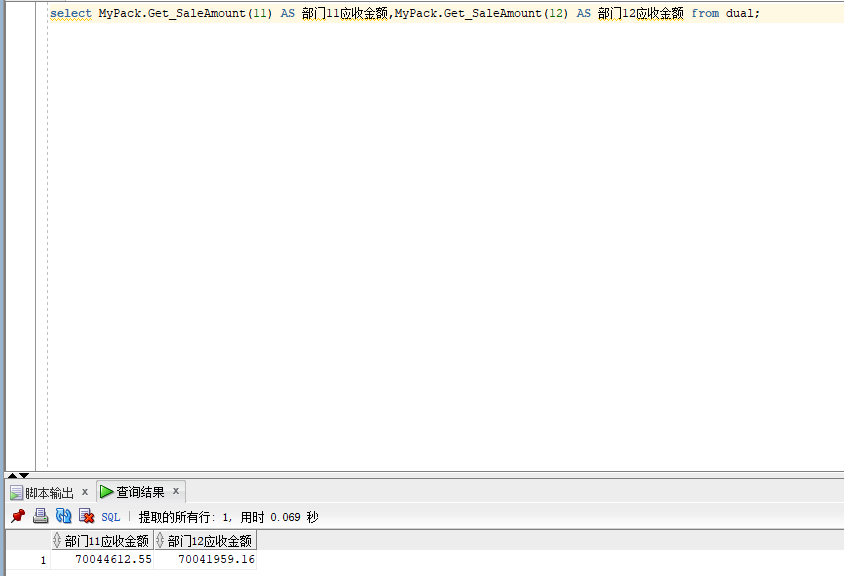 select MyPack.Get_SaleAmount(11) AS 部门11应收金额,MyPack.Get_SaleAmount(12) AS 部门12应收金额 from dual;
脚本输出 x 查询结果 x
SQL | 提取的所有行: 1, 用时 0.069 秒
部门11应收金额 部门12应收金额
1 70044612.55 70041959.16